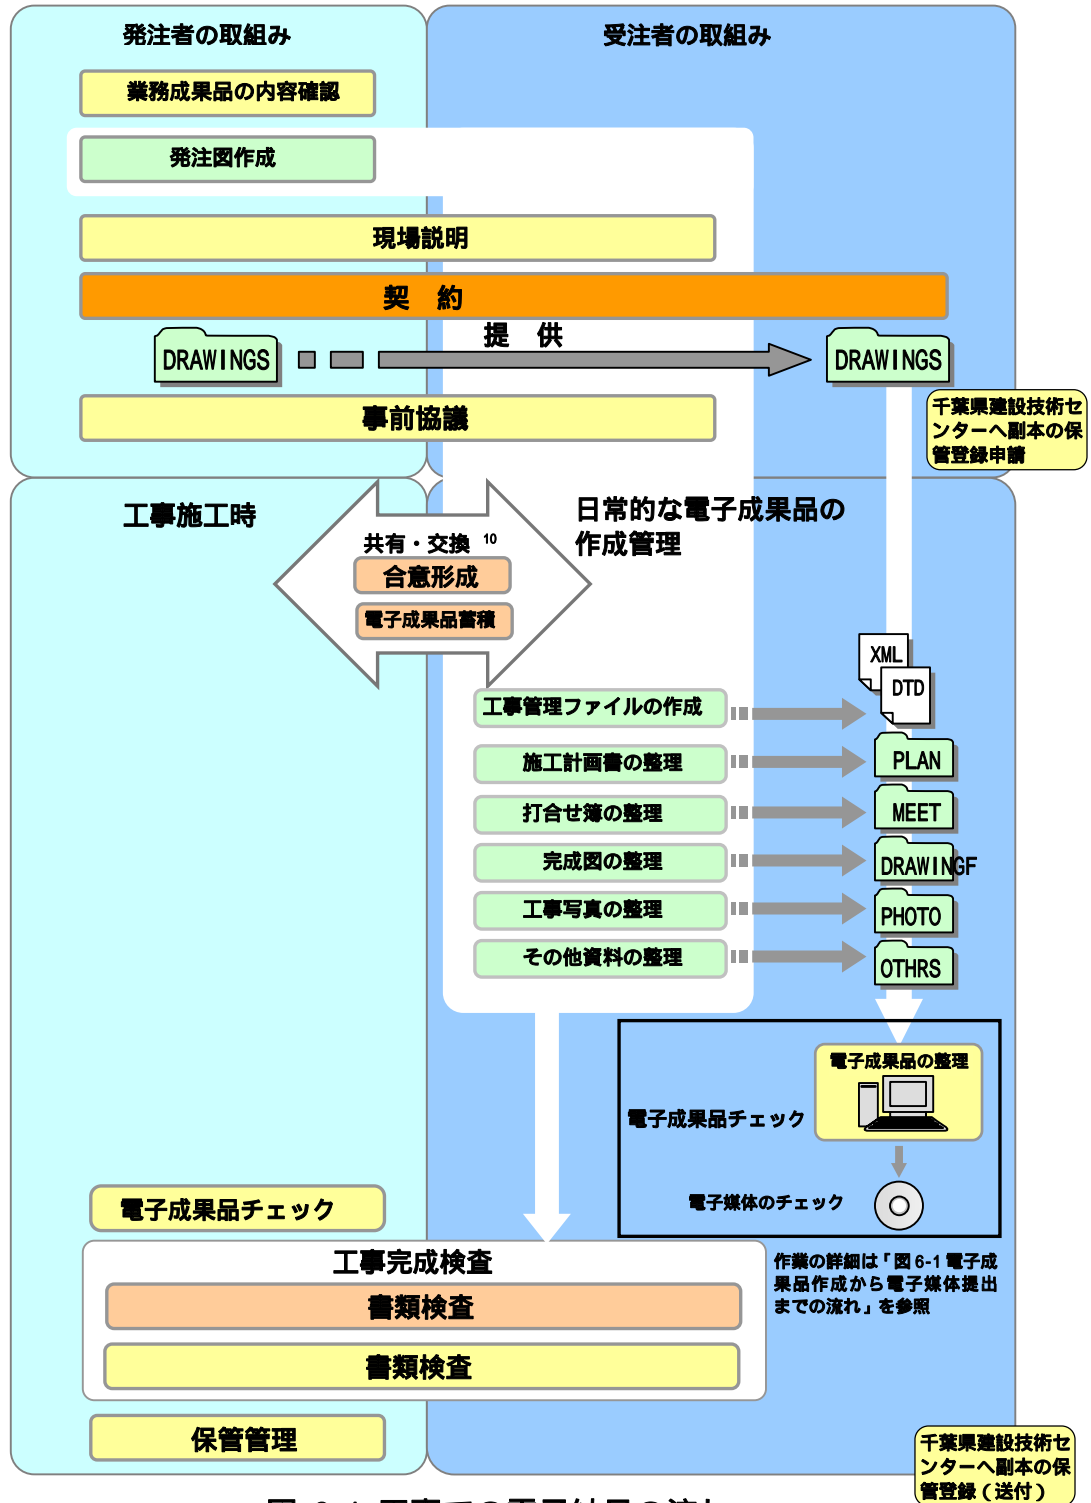 発注者の取組み
受注者の取組み
業務成果品の内容確認
発注図作成
現場説明
契 約
提 供
DRAWINGS
DRAWINGS
事前協議
千葉県建設技術セ
ンターへ副本の保
管登録申請
工事施工時
日常的な電子成果品の
作成管理
共有・交換 10
合意形成
電子成果品蓄積
XML
DTD
工事管理ファイルの作成
施工計画書の整理
PLAN
打合せ簿の整理
MEET
完成図の整理
DRAWINGF
工事写真の整理
PHOTO
その他資料の整理
OTHRS
電子成果品の整理
電子成果品チェック
電子媒体のチェック
電子成果品チェック
工事完成検査
書類検査
書類検査
作業の詳細は「図 6-1 電子成
果品作成から電子媒体提出
までの流れ」を参照
保管管理
千葉県建設技術セ
ンターへ副本の保
管登録（送付）